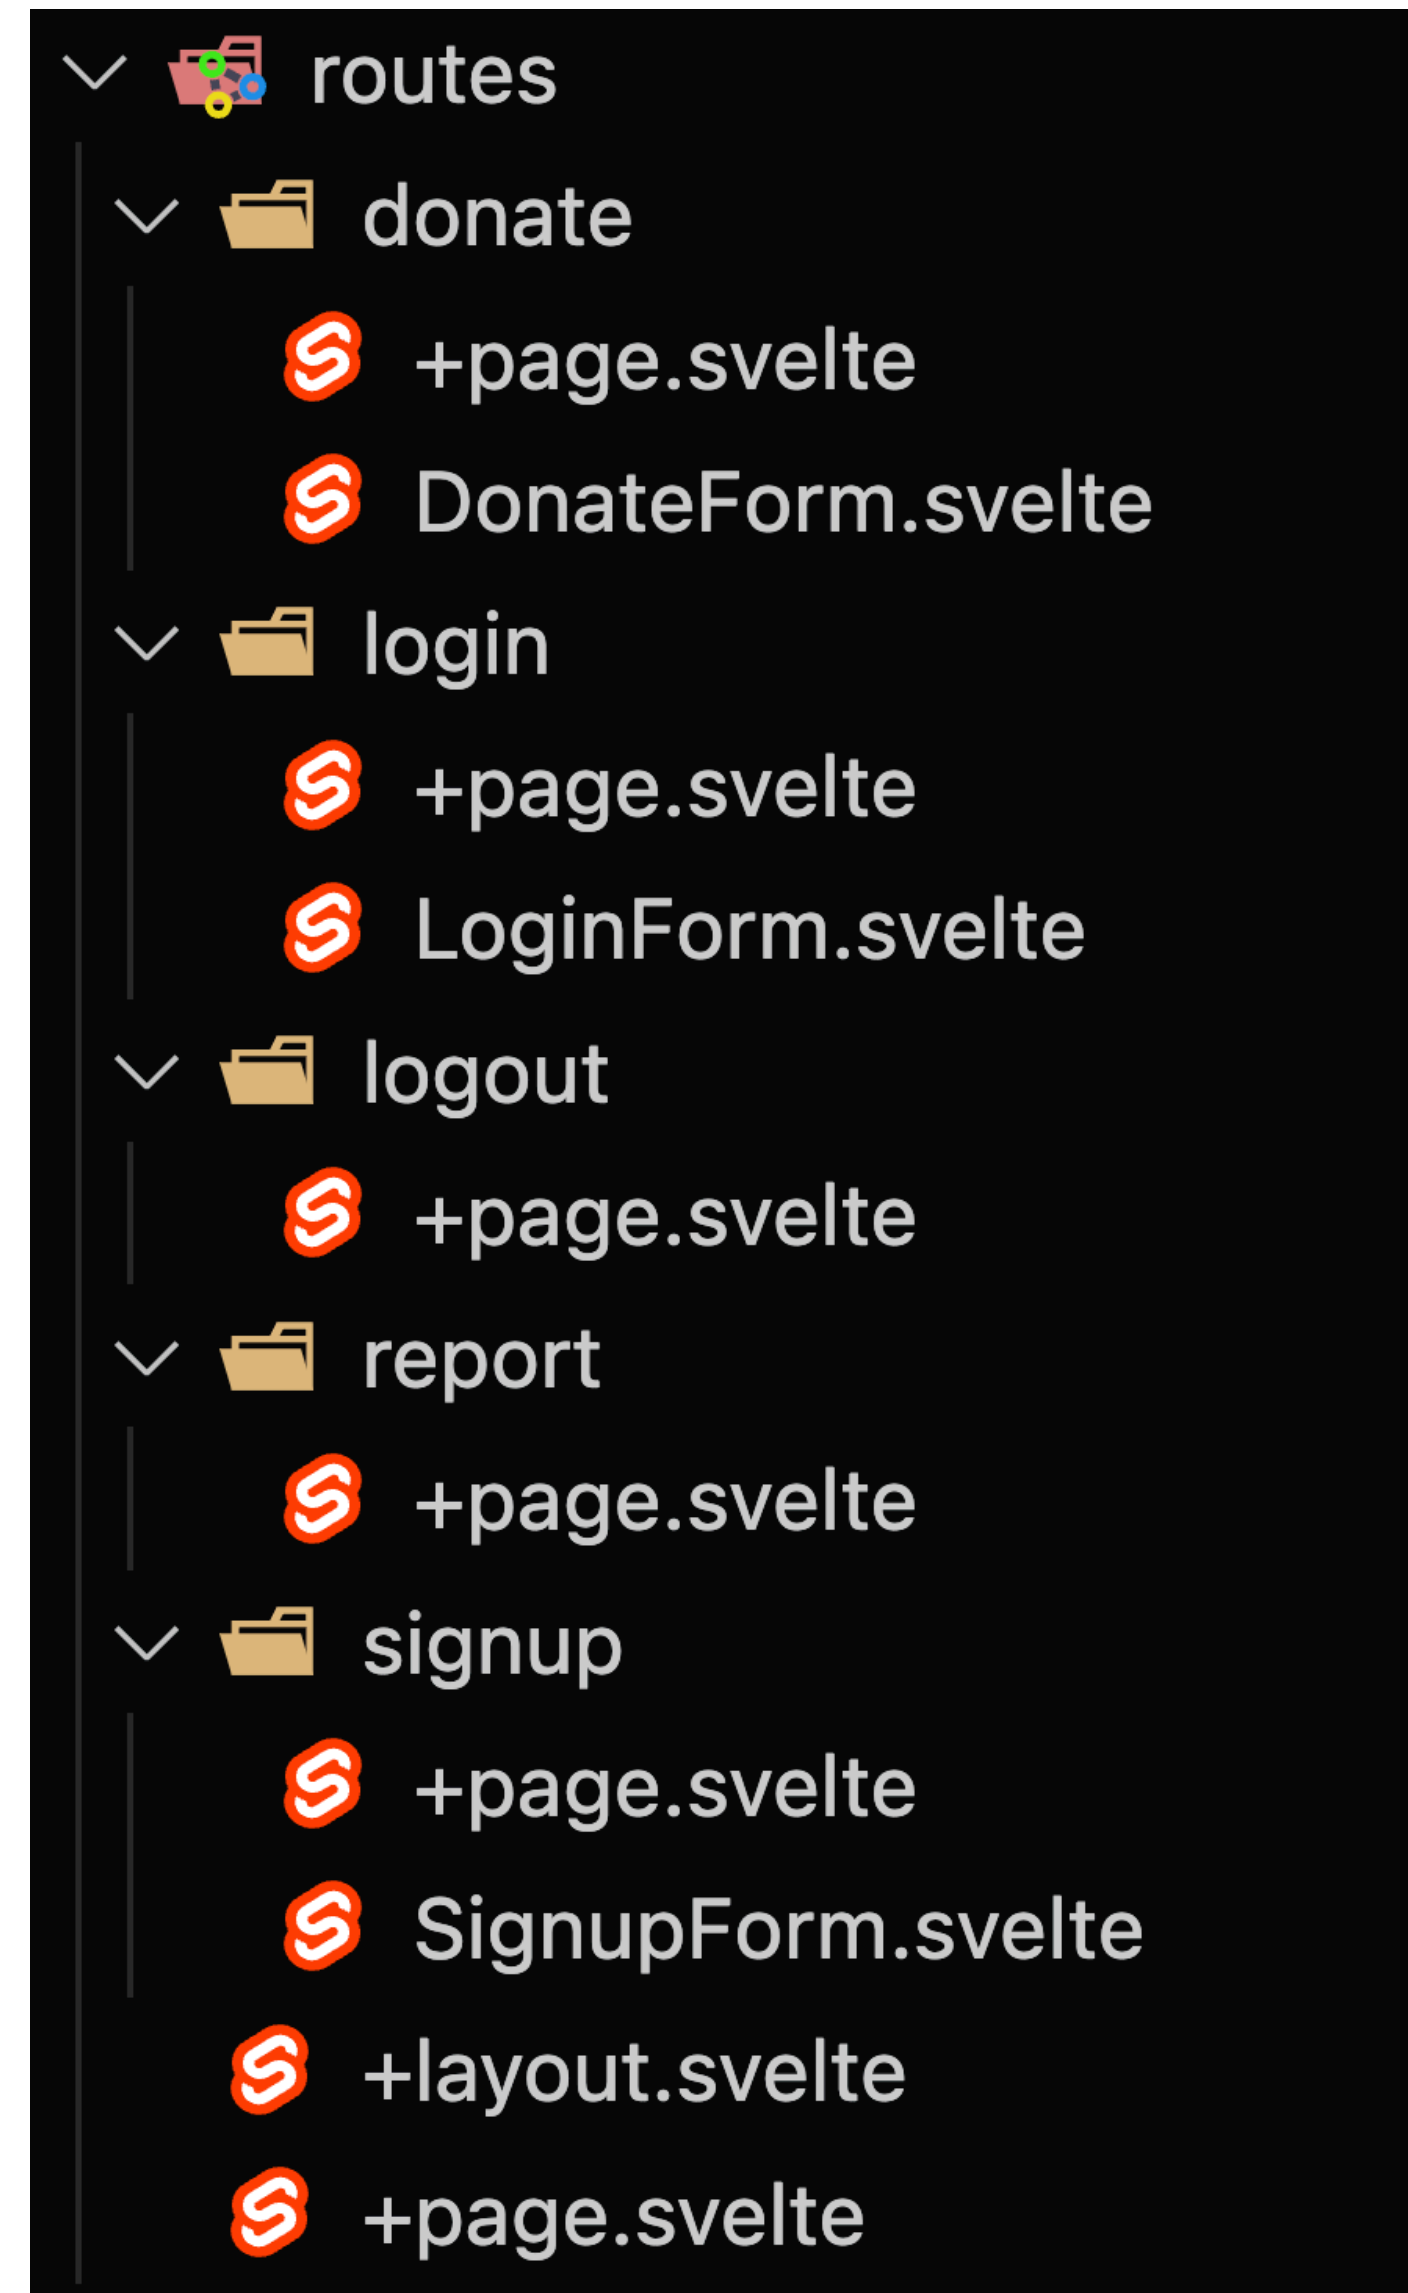 routes
donate
+page.svelte
DonateForm.svelte
login
+page.svelte
LoginForm.svelte
logout
+page.svelte
report
+page.svelte
signup
+page.svelte
SignupForm.svelte
+layout.svelte
+page.svelte